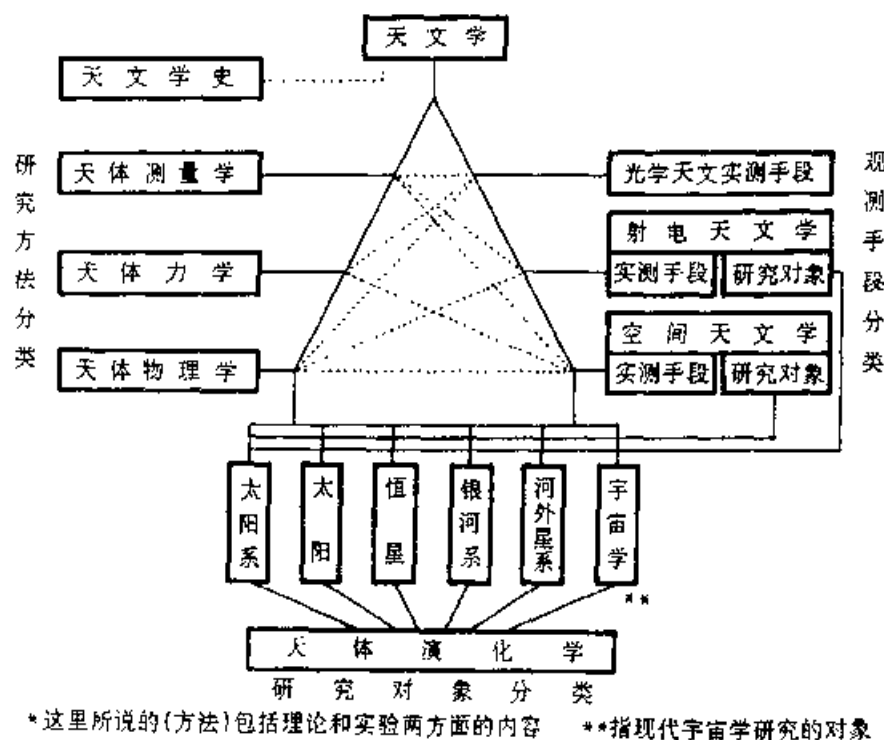 天文学
天文学史
研究方法分类
天体测量学
天体力学
天体物理学
光学天文实测手段
射电天文学
实测手段
研究对象
空间天文学
实测手段
研究对象
观测手段分类
太阳系
太阳
恒星
银河系
河外星系
宇宙学
**
天体演化学
研究对象分类
*这里所说的(方法)包括理论和实验两方面的内容 **指现代宇宙学研究的对象